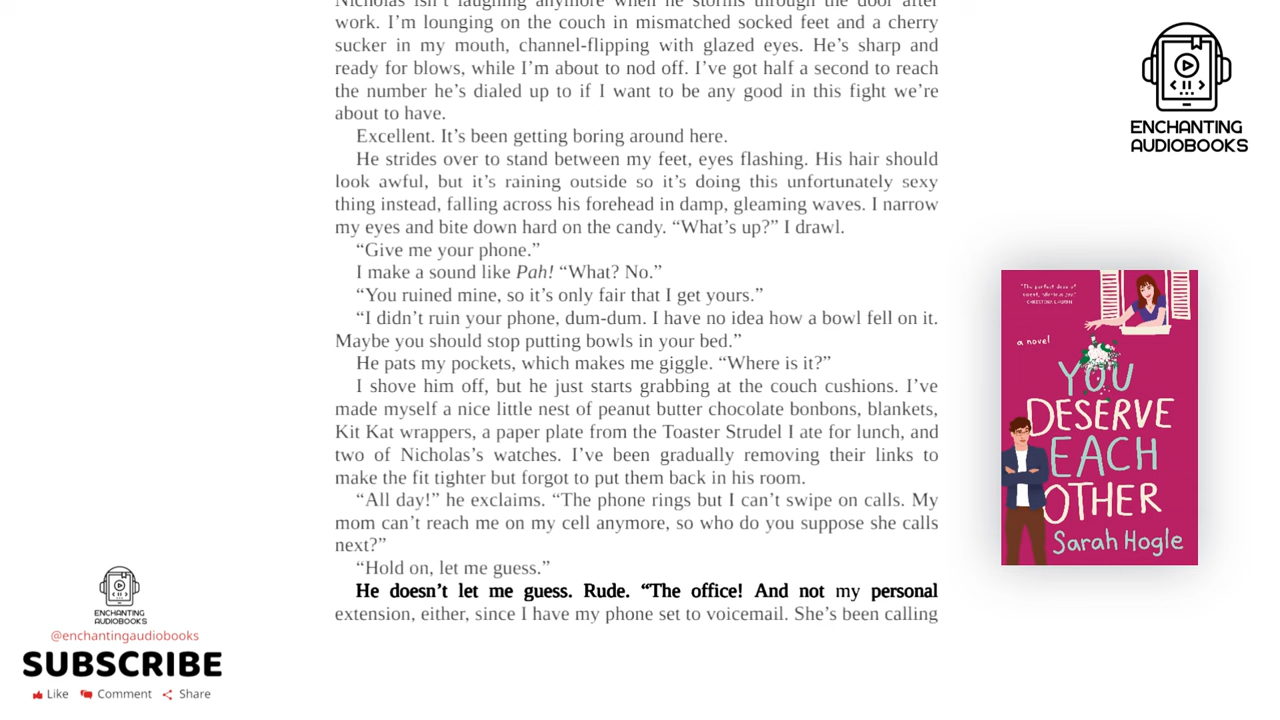 Nicholas isn’t laughing anymore when he storms through the door after
work. I’m lounging on the couch in mismatched socked feet and a cherry
sucker in my mouth, channel-flipping with glazed eyes. He’s sharp and
ready for blows, while I’m about to nod off. I’ve got half a second to reach
the number he’s dialed up to if I want to be any good in this fight we’re
about to have.
Excellent. It’s been getting boring around here.
He strides over to stand between my feet, eyes flashing. His hair should
look awful, but it’s raining outside so it’s doing this unfortunately sexy
thing instead, falling across his forehead in damp, gleaming waves. I narrow
my eyes and bite down hard on the candy. “What’s up?” I drawl.
“Give me your phone.”
I make a sound like Pah! “What? No.”
“You ruined mine, so it’s only fair that I get yours.”
“I didn’t ruin your phone, dum-dum. I have no idea how a bowl fell on it.
Maybe you should stop putting bowls in your bed.”
He pats my pockets, which makes me giggle. “Where is it?”
I shove him off, but he just starts grabbing at the couch cushions. I’ve
made myself a nice little nest of peanut butter chocolate bonbons, blankets,
Kit Kat wrappers, a paper plate from the Toaster Strudel I ate for lunch, and
two of Nicholas’s watches. I’ve been gradually removing their links to
make the fit tighter but forgot to put them back in his room.
“All day!” he exclaims. “The phone rings but I can’t swipe on calls. My
mom can’t reach me on my cell anymore, so who do you suppose she calls
next?”
“Hold on, let me guess.”
He doesn’t let me guess. Rude. “The office! And not my personal
extension, either, since I have my phone set to voicemail. She’s been calling
ENCHANTING
AUDIOBOOKS
a novel
YOU
DESERVE
EACH
OTHER
Sarah Hogle
ENCHANTING
AUDIOBOOKS
@enchantingaudiobooks
SUBSCRIBE
Like Comment Share